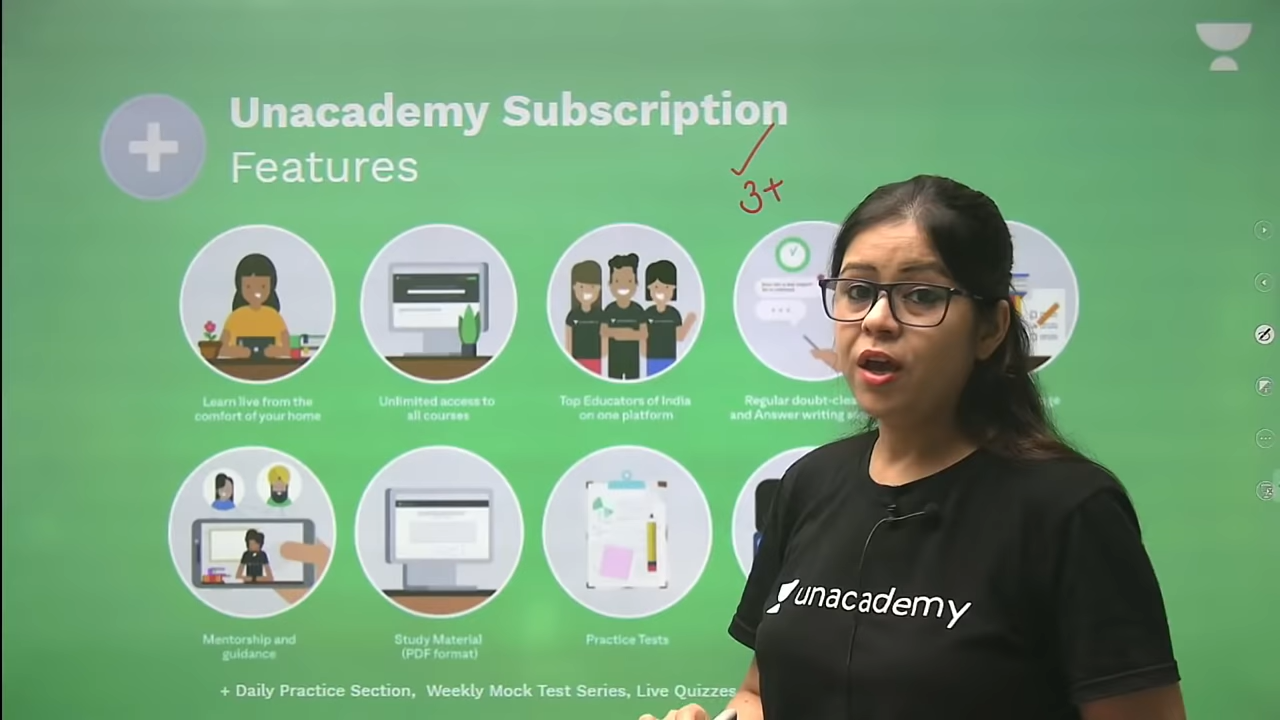 Unacademy Subscription
Features
3+
Learn live from the
comfort of your home
Unlimited access to
all courses
Top Educators of India
on one platform
Regular
and Answer writing
Mentorship and
guidance
Study Material
(PDF format)
Practice Tests
+ Daily Practice Section, Weekly Mock Test Series, Live Quizzes
unacademy